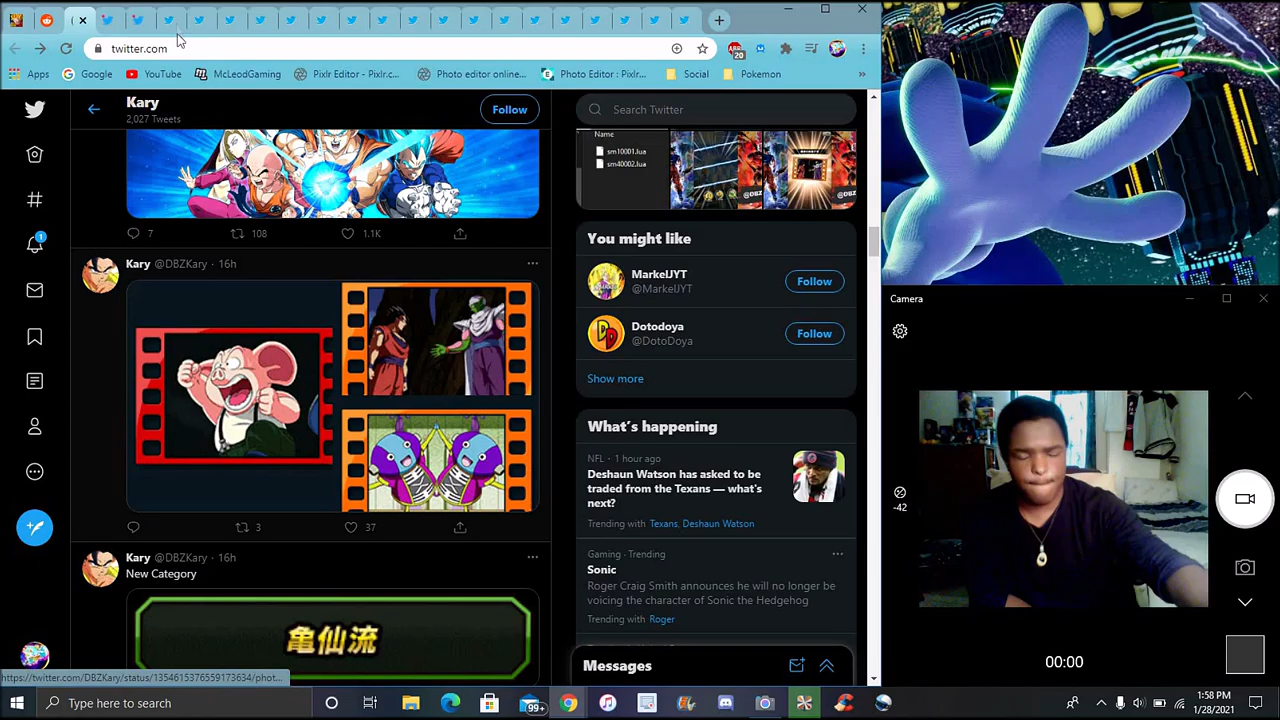 twitter.com
ABP
20
Apps
Google
YouTube
McLeodGaming
Pixlr Editor - Pixlr.c...
Photo editor online...
Photo Editor : Pixlr...
Social
Pokemon
»
Kary
2,027 Tweets
Follow
7
108
1.1K
Kary @DBZKary · 16h
3
37
Kary @DBZKary · 16h
New Category
亀仙流
1
Search Twitter
Name
sm10001.lua
sm40002.lua
You might like
MarkelJYT
@MarkelJYT
Follow
Dotodoya
@DotoDoya
Follow
Show more
What's happening
NFL · 1 hour ago
Deshaun Watson has asked to be
traded from the Texans — what's
next?
Trending with Texans, Deshaun Watson
Gaming · Trending
Sonic
Roger Craig Smith announces he will no longer be
voicing the character of Sonic the Hedgehog
Trending with Roger
Messages
https://twitter.com/DBZKary/status/1354615376559173634/phot...
Camera
-42
00:00
Type here to search
99+
1:58 PM
1/28/2021